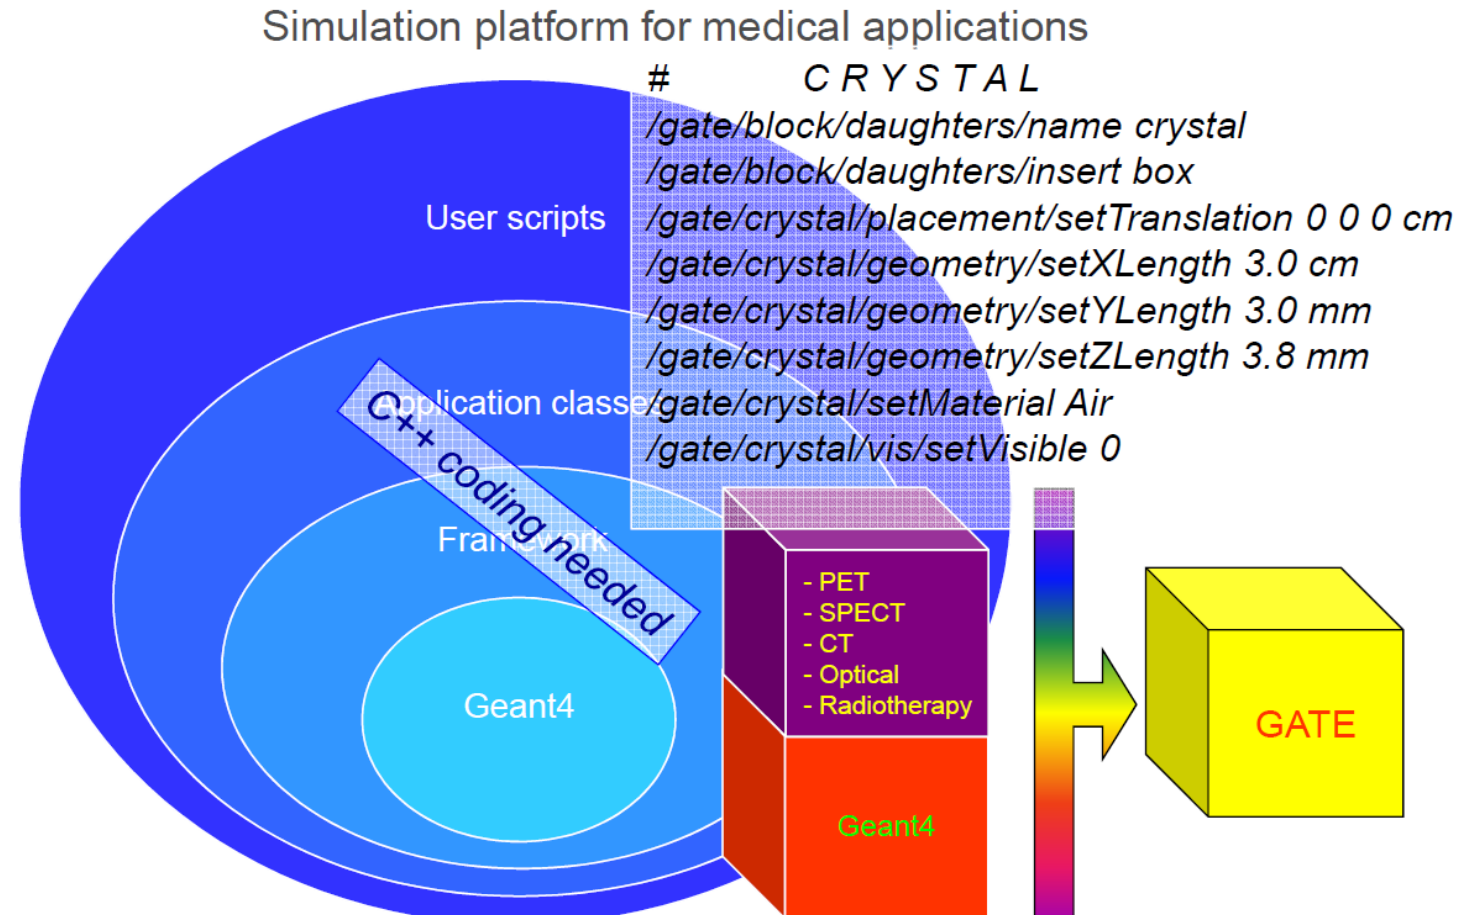 Simulation platform for medical applications
# C R Y S T A L
/gate/block/daughters/name crystal
/gate/block/daughters/insert box
/gate/crystal/placement/setTranslation 0 0 0 cm
/gate/crystal/geometry/setXLength 3.0 cm
/gate/crystal/geometry/setYLength 3.0 mm
/gate/crystal/geometry/setZLength 3.8 mm
/gate/crystal/setMaterial Air
/gate/crystal/vis/setVisible 0
User scripts
Application classes
C++ coding needed
Framework
Geant4
- PET
- SPECT
- CT
- Optical
- Radiotherapy
Geant4
GATE